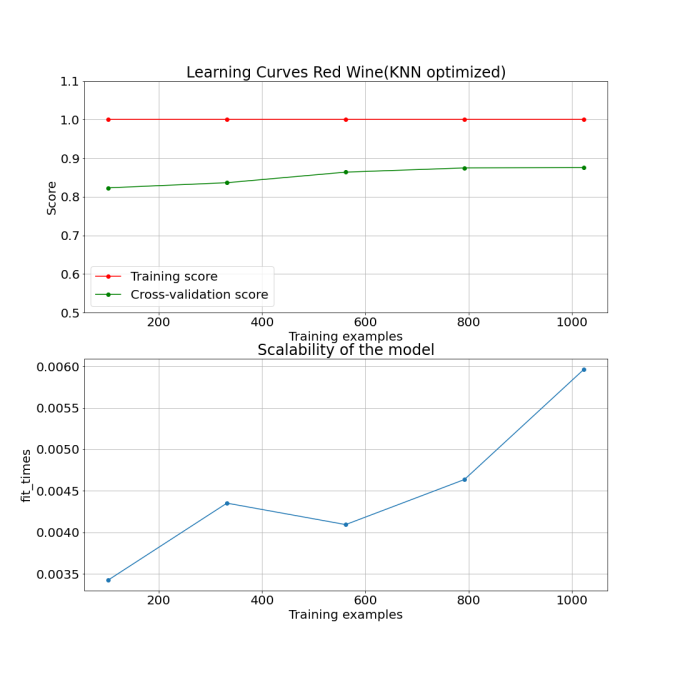 Learning Curves Red Wine(KNN optimized)
1.1
1.0
0.9
0.8
0.7
0.6
0.5
Score
Training score
Cross-validation score
200 400 600 800 1000
Training examples
Scalability of the model
0.0060
0.0055
0.0050
0.0045
0.0040
0.0035
fit_times
200 400 600 800 1000
Training examples